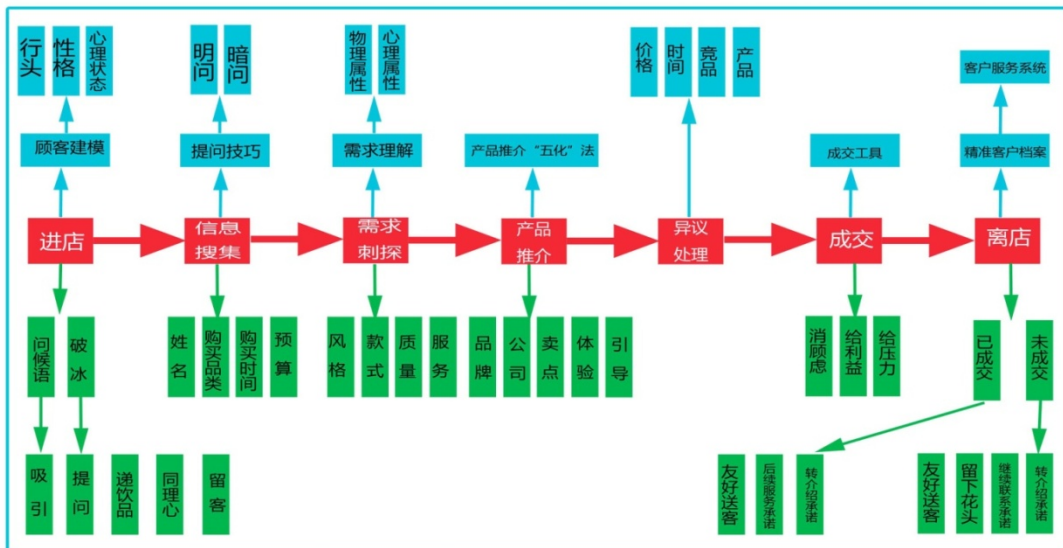 行头
性格
心理状态
明问
暗问
物理属性
心理属性
价格
时间
竞品
产品
客户服务系统
顾客建模
提问技巧
需求理解
产品推介“五化”法
成交工具
精准客户档案
进店
信息
搜集
需求
刺探
产品
推介
异议
处理
成交
离店
问候语
破冰
姓名
购买品类
购买时间
预算
风格
款式
质量
服务
品牌
公司
卖点
体验
引导
消顾虑
给利益
给压力
已成交
未成交
吸引
提问
递饮品
同理心
留客
友好送客
后续服务承诺
转介绍承诺
友好送客
留下花头
继续联系承诺
转介绍承诺